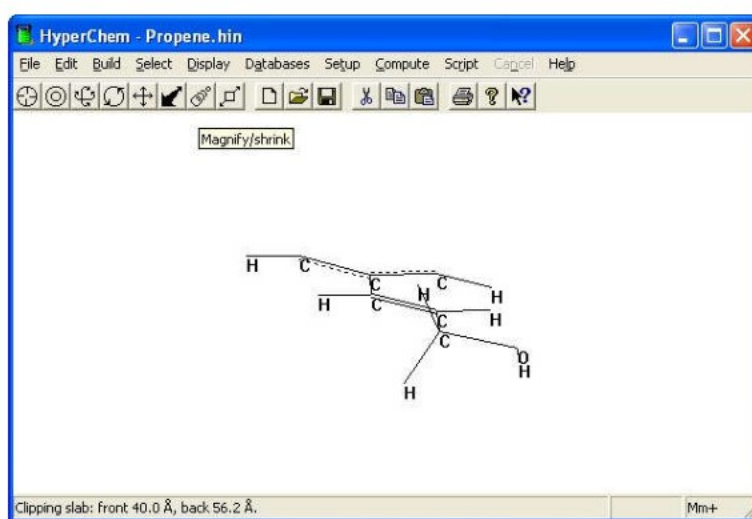 HyperChem - Propene.hin
File Edit Build Select Display Databases Setup Compute Script Cancel Help
Magnify/shrink
H C
C C H
H C H H
C
C
O
H H
Clipping slab: front 40.0 Å, back 56.2 Å. Mm+